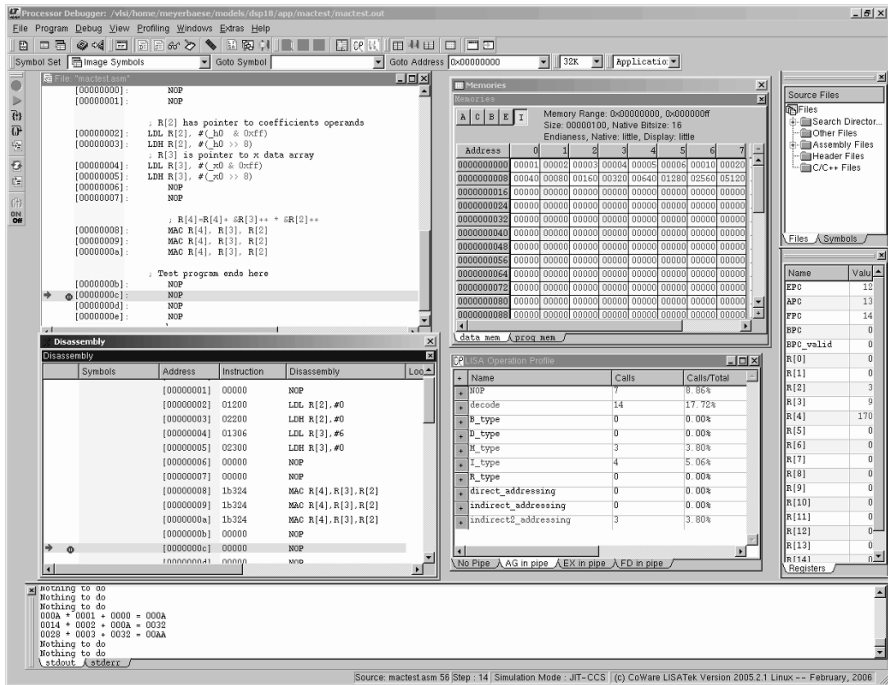 Processor Debugger: /vlsi/home/meyerbaese/models/dsp18/app/mactest/mactest.out
File Program Debug View Profiling Windows Extras Help
Symbol Set Image Symbols Goto Symbol Goto Address 0x00000000 32K Applicatio
File "mactest.asm"
[00000000]: NOP
[00000001]: NOP
; R[2] has pointer to coefficients operands
[00000002]: LDL R[2], #(_h0 & 0xff)
[00000003]: LDH R[2], #(_h0 >> 8)
; R[3] is pointer to x data array
[00000004]: LDL R[3], #(_x0 & 0xff)
[00000005]: LDH R[3], #(_x0 >> 8)
[00000006]: NOP
[00000007]: NOP
; R[4]=R[4]+ &R[3]++ * &R[2]++
[00000008]: MAC R[4], R[3], R[2]
[00000009]: MAC R[4], R[3], R[2]
[0000000a]: MAC R[4], R[3], R[2]
; Test program ends here
[0000000b]: NOP
[0000000c]: NOP
[0000000d]: NOP
[0000000e]: NOP
Memories
Memories
A C B E I
Memory Range: 0x00000000, 0x000000ff
Size: 00000100, Native Bitsize: 16
Endianess, Native: little, Display: little
Address 0 1 2 3 4 5 6 7
0000000000 00001 00002 00003 00004 00005 00006 00010 00020
0000000008 00040 00080 00160 00320 00640 01280 02560 05120
0000000016 00000 00000 00000 00000 00000 00000 00000 00000
0000000024 00000 00000 00000 00000 00000 00000 00000 00000
0000000032 00000 00000 00000 00000 00000 00000 00000 00000
0000000040 00000 00000 00000 00000 00000 00000 00000 00000
0000000048 00000 00000 00000 00000 00000 00000 00000 00000
0000000056 00000 00000 00000 00000 00000 00000 00000 00000
0000000064 00000 00000 00000 00000 00000 00000 00000 00000
0000000072 00000 00000 00000 00000 00000 00000 00000 00000
0000000080 00000 00000 00000 00000 00000 00000 00000 00000
0000000088 00000 00000 00000 00000 00000 00000 00000 00000
data mem prog mem
Source Files
Files
Search Director...
Other Files
Assembly Files
Header Files
C/C++ Files
Files Symbols
Name Valu
EPC 12
APC 13
FPC 14
BPC 0
BPC_valid 0
R[0] 0
R[1] 0
R[2] 3
R[3] 9
R[4] 170
R[5] 0
R[6] 0
R[7] 0
R[8] 0
R[9] 0
R[10] 0
R[11] 0
R[12] 0
R[13] 0
R[14] 0
Registers
ON
OFF
Disassembly
Disassembly
Symbols Address Instruction Disassembly Loo
[00000001] 00000 NOP
[00000002] 01200 LDL R[2],#0
[00000003] 02200 LDH R[2],#0
[00000004] 01306 LDL R[3],#6
[00000005] 02300 LDH R[3],#0
[00000006] 00000 NOP
[00000007] 00000 NOP
[00000008] 1b324 MAC R[4],R[3],R[2]
[00000009] 1b324 MAC R[4],R[3],R[2]
[0000000a] 1b324 MAC R[4],R[3],R[2]
[0000000b] 00000 NOP
[0000000c] 00000 NOP
[0000000d] 00000 NOP
LISA Operation Profile
+ Name Calls Calls/Total
+ NOP 7 8.86%
+ decode 14 17.72%
+ B_type 0 0.00%
+ D_type 0 0.00%
+ M_type 3 3.80%
+ I_type 4 5.06%
+ R_type 0 0.00%
+ direct_addressing 0 0.00%
+ indirect_addressing 0 0.00%
+ indirect2_addressing 3 3.80%
No Pipe AG in pipe EX in pipe FD in pipe
Nothing to do
Nothing to do
Nothing to do
000A * 0001 + 0000 = 000A
0014 * 0002 + 000A = 0032
0028 * 0003 + 0032 = 00AA
Nothing to do
Nothing to do
stdout stderr
Source: mactest.asm 56 Step : 14 Simulation Mode : JIT-CCS (c) CoWare LISATek Version 2005.2.1 Linux -- February, 2006